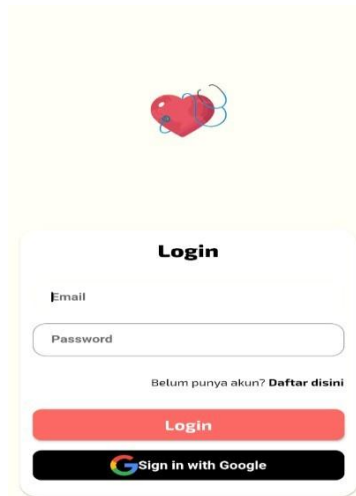 Login
Email
Password
Belum punya akun? Daftar disini
Login
Sign in with Google